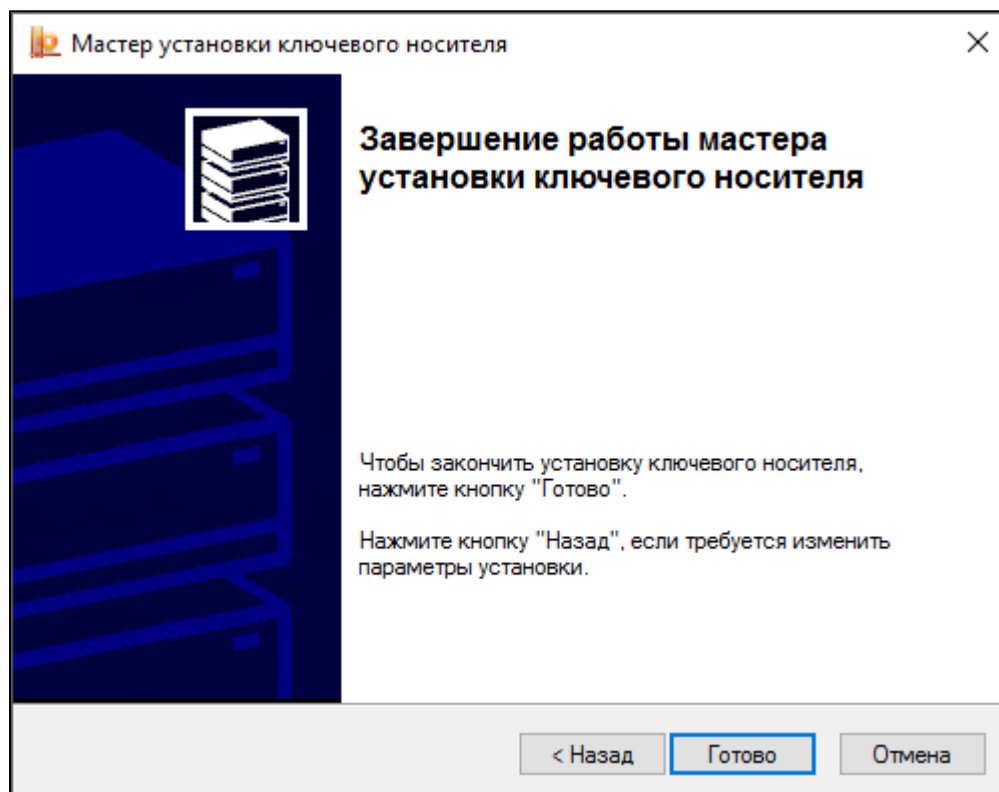 Мастер установки ключевого носителя
Завершение работы мастера
установки ключевого носителя
Чтобы закончить установку ключевого носителя,
нажмите кнопку "Готово".
Нажмите кнопку "Назад", если требуется изменить
параметры установки.
< Назад
Готово
Отмена